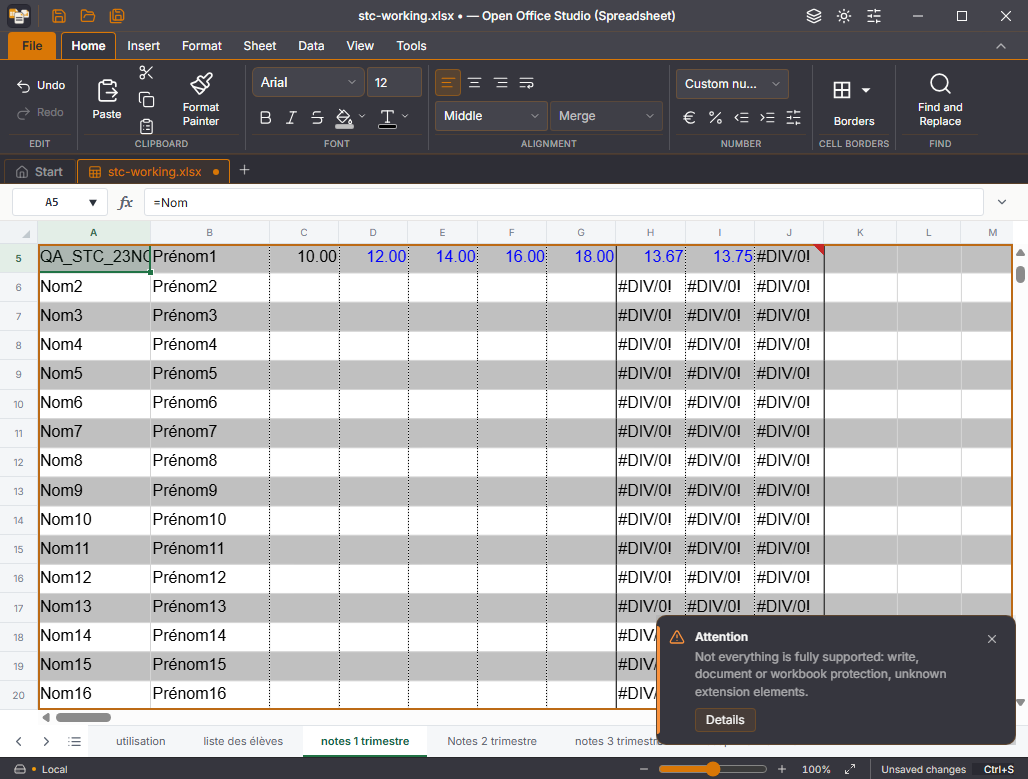 stc-working.xlsx • — Open Office Studio (Spreadsheet)
File Home Insert Format Sheet Data View Tools
Undo
Redo
Paste
Format Painter
Arial 12
Middle Merge
Custom nu...
Borders
Find and Replace
EDIT CLIPBOARD FONT ALIGNMENT NUMBER CELL BORDERS FIND
Start stc-working.xlsx
A5 fx =Nom
A B C D E F G H I J K L M
5 QA_STC_23NO Prénom1 10.00 12.00 14.00 16.00 18.00 13.67 13.75 #DIV/0!
6 Nom2 Prénom2 #DIV/0! #DIV/0! #DIV/0!
7 Nom3 Prénom3 #DIV/0! #DIV/0! #DIV/0!
8 Nom4 Prénom4 #DIV/0! #DIV/0! #DIV/0!
9 Nom5 Prénom5 #DIV/0! #DIV/0! #DIV/0!
10 Nom6 Prénom6 #DIV/0! #DIV/0! #DIV/0!
11 Nom7 Prénom7 #DIV/0! #DIV/0! #DIV/0!
12 Nom8 Prénom8 #DIV/0! #DIV/0! #DIV/0!
13 Nom9 Prénom9 #DIV/0! #DIV/0! #DIV/0!
14 Nom10 Prénom10 #DIV/0! #DIV/0! #DIV/0!
15 Nom11 Prénom11 #DIV/0! #DIV/0! #DIV/0!
16 Nom12 Prénom12 #DIV/0! #DIV/0! #DIV/0!
17 Nom13 Prénom13 #DIV/0! #DIV/0! #DIV/0!
18 Nom14 Prénom14 #DIV/
19 Nom15 Prénom15 #DIV/
20 Nom16 Prénom16 #DIV/
Attention
Not everything is fully supported: write,
document or workbook protection, unknown
extension elements.
Details
utilisation liste des élèves notes 1 trimestre Notes 2 trimestre notes 3 trimestre
Local 100% Unsaved changes Ctrl+S